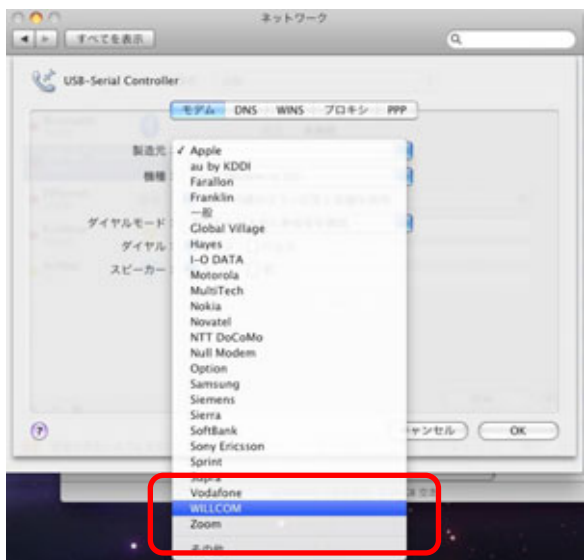 ネットワーク
すべてを表示
USB-Serial Controller
モデム DNS WINS プロキシ PPP
製造元: ✓ Apple
au by KDDI
機種:
Farallon
Franklin
一般
ダイヤルモード:
Global Village
ダイヤル:
Hayes
I-O DATA
スピーカー:
Motorola
MultiTech
Nokia
Novatel
NTT DoCoMo
Null Modem
Option
Samsung
Siemens
Sierra
SoftBank
? ャンセル OK
Sony Ericsson
Sprint
Supra
Vodafone
WILLCOM
Zoom
その他